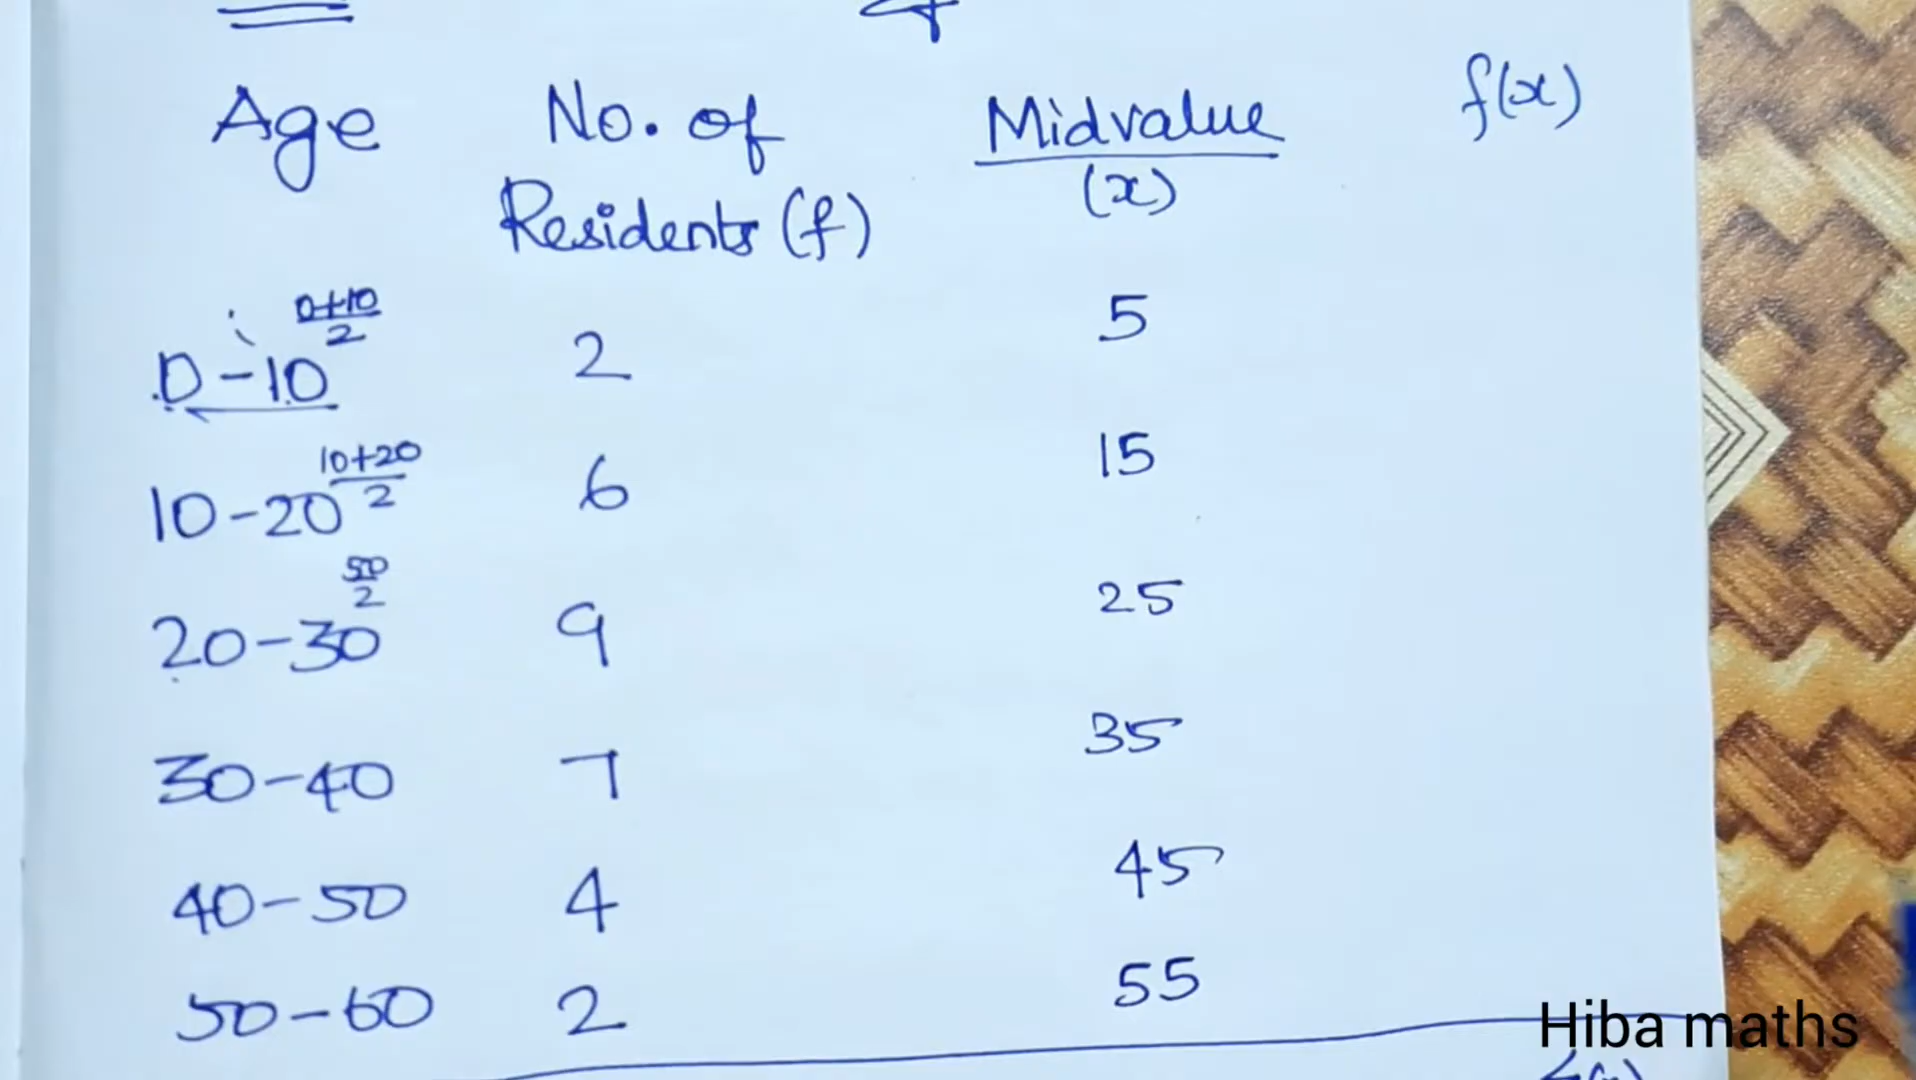 Age No. of Residents (f) Midvalue (x) f(x)
0+10
2
0-10 2 5
10+20
2
10-20 6 15
50
2
20-30 9 25
30-40 7 35
40-50 4 45
50-60 2 55
Hiba maths